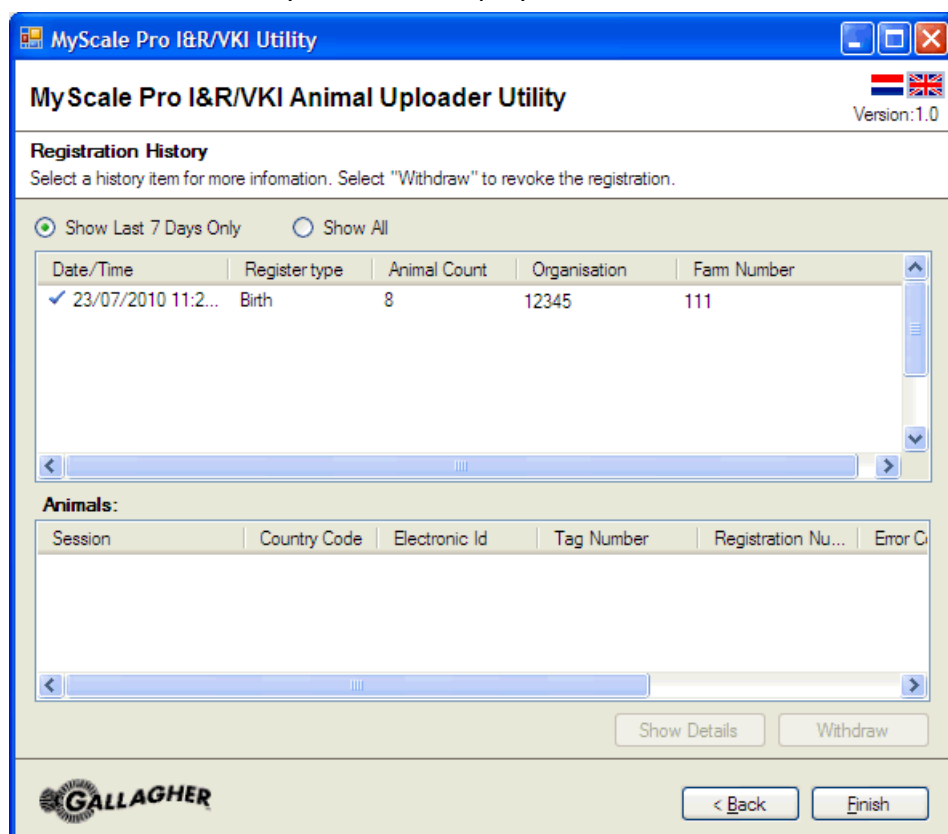 MyScale Pro I&R/VKI Utility
MyScale Pro I&R/VKI Animal Uploader Utility
Version:1.0
Registration History
Select a history item for more infomation. Select "Withdraw" to revoke the registration.
Show Last 7 Days Only Show All
Date/Time Register type Animal Count Organisation Farm Number
23/07/2010 11:2... Birth 8 12345 111
Animals:
Session Country Code Electronic Id Tag Number Registration Nu... Error Co
Show Details Withdraw
GALLAGHER
< Back Finish